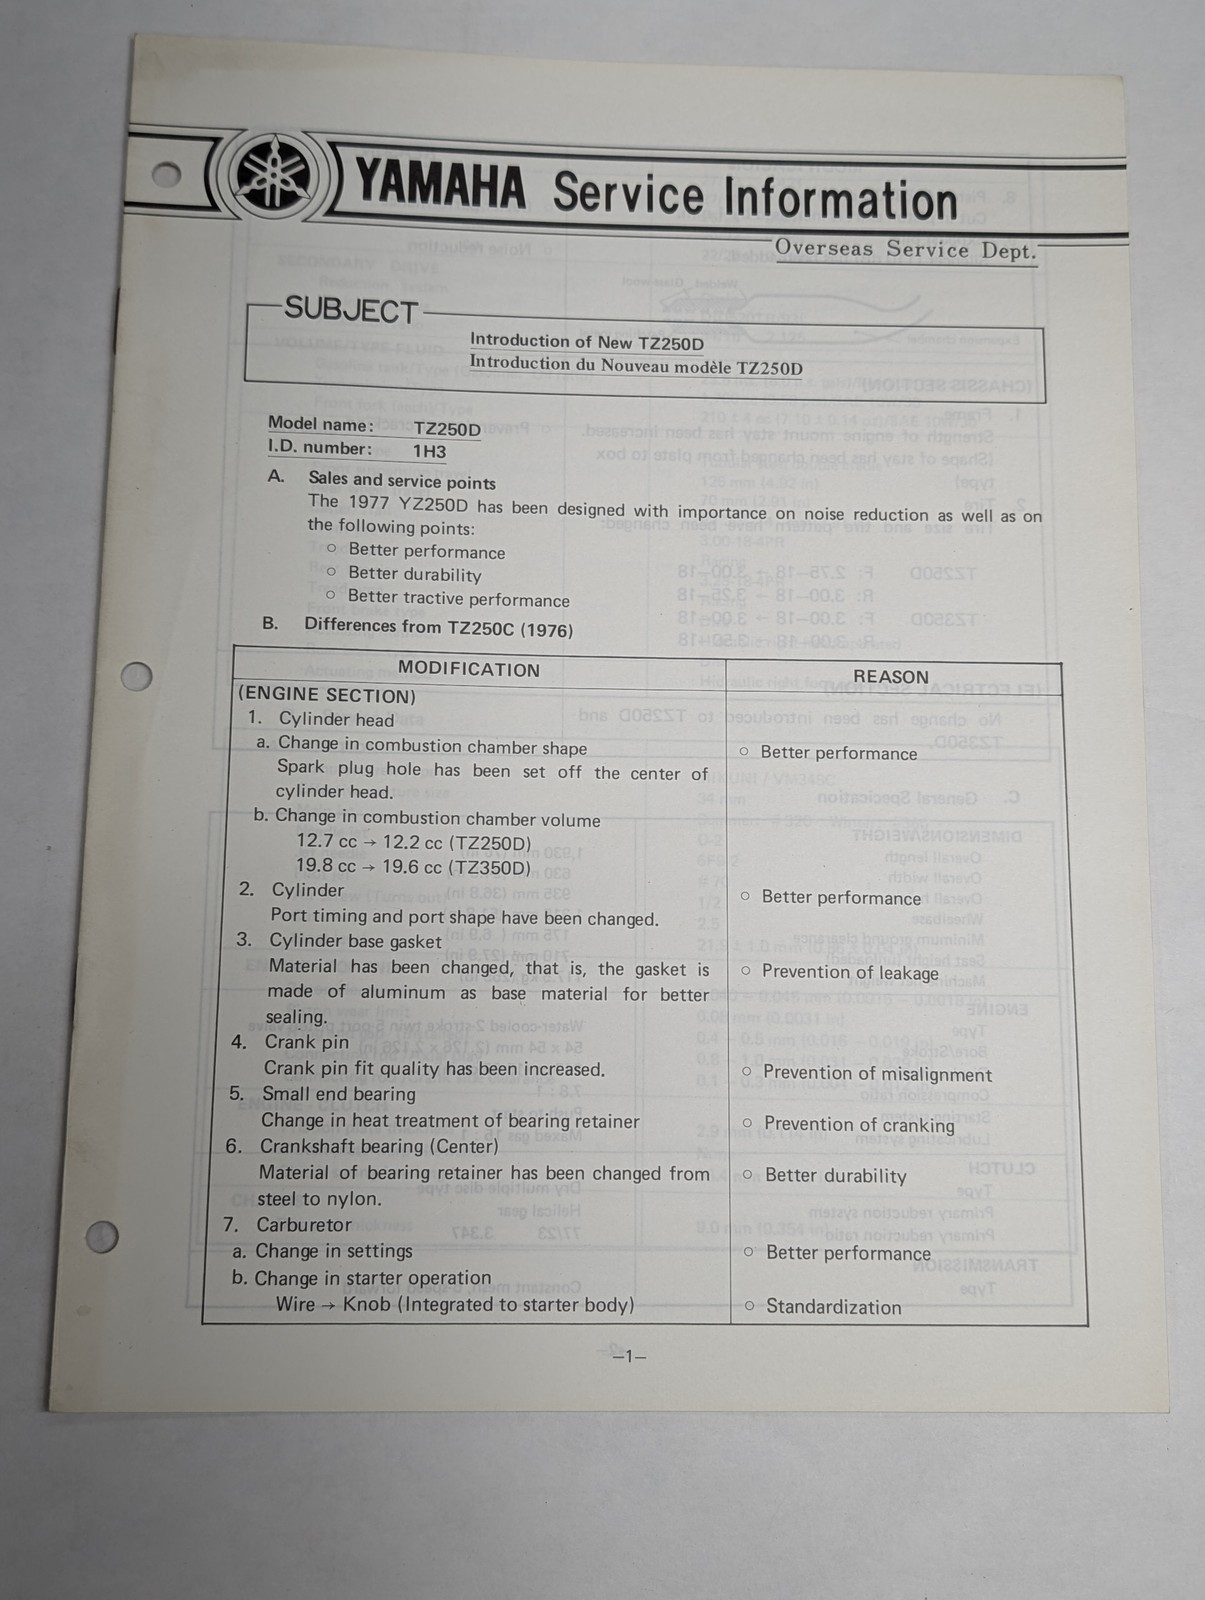 YAMAHA Service Information
Overseas Service Dept.
SUBJECT
Introduction of New TZ250D
Introduction du Nouveau modèle TZ250D
Model name: TZ250D
I.D. number: 1H3
A. Sales and service points
The 1977 YZ250D has been designed with importance on noise reduction as well as on
the following points:
○ Better performance
○ Better durability
○ Better tractive performance
B. Differences from TZ250C (1976)
MODIFICATION REASON
(ENGINE SECTION)
1. Cylinder head
a. Change in combustion chamber shape ○ Better performance
Spark plug hole has been set off the center of
cylinder head.
b. Change in combustion chamber volume
12.7 cc → 12.2 cc (TZ250D)
19.8 cc → 19.6 cc (TZ350D)
2. Cylinder ○ Better performance
Port timing and port shape have been changed.
3. Cylinder base gasket
Material has been changed, that is, the gasket is ○ Prevention of leakage
made of aluminum as base material for better
sealing.
4. Crank pin
Crank pin fit quality has been increased. ○ Prevention of misalignment
5. Small end bearing
Change in heat treatment of bearing retainer ○ Prevention of cranking
6. Crankshaft bearing (Center)
Material of bearing retainer has been changed from ○ Better durability
steel to nylon.
7. Carburetor
a. Change in settings ○ Better performance
b. Change in starter operation
Wire → Knob (Integrated to starter body) ○ Standardization
—1—